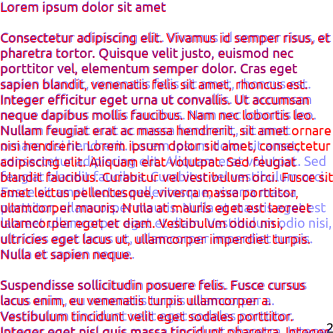 Lorem ipsum dolor sit amet
Consectetur adipiscing elit. Vivamus id semper risus, et
pharetra tortor. Quisque velit justo, euismod nec
porttitor vel, elementum semper dolor. Cras eget
sapien blandit, venenatis felis sit amet, rhoncus est.
Integer efficitur eget urna ut convallis. Ut accumsan
neque dapibus mollis faucibus. Nam nec lobortis leo.
Nullam feugiat erat ac massa hendrerit, sit amet ornare
nisi hendrerit. Lorem ipsum dolor sit amet, consectetur
adipiscing elit. Aliquam erat volutpat. Sed feugiat
blandit faucibus. Curabitur vel vestibulum dui. Fusce sit
amet lectus pellentesque, viverra massa porttitor,
ullamcorper mauris. Nulla at mauris eget est laoreet
ullamcorper eget et diam. Vestibulum odio nisi,
ultricies eget lacus ut, ullamcorper imperdiet turpis.
Nulla et sapien neque.
Suspendisse sollicitudin posuere felis. Fusce cursus
lacus enim, eu venenatis turpis ullamcorper a.
Vestibulum tincidunt velit eget sodales porttitor.
Integer eget nisl quis massa tincidunt pharetra. Integer
2